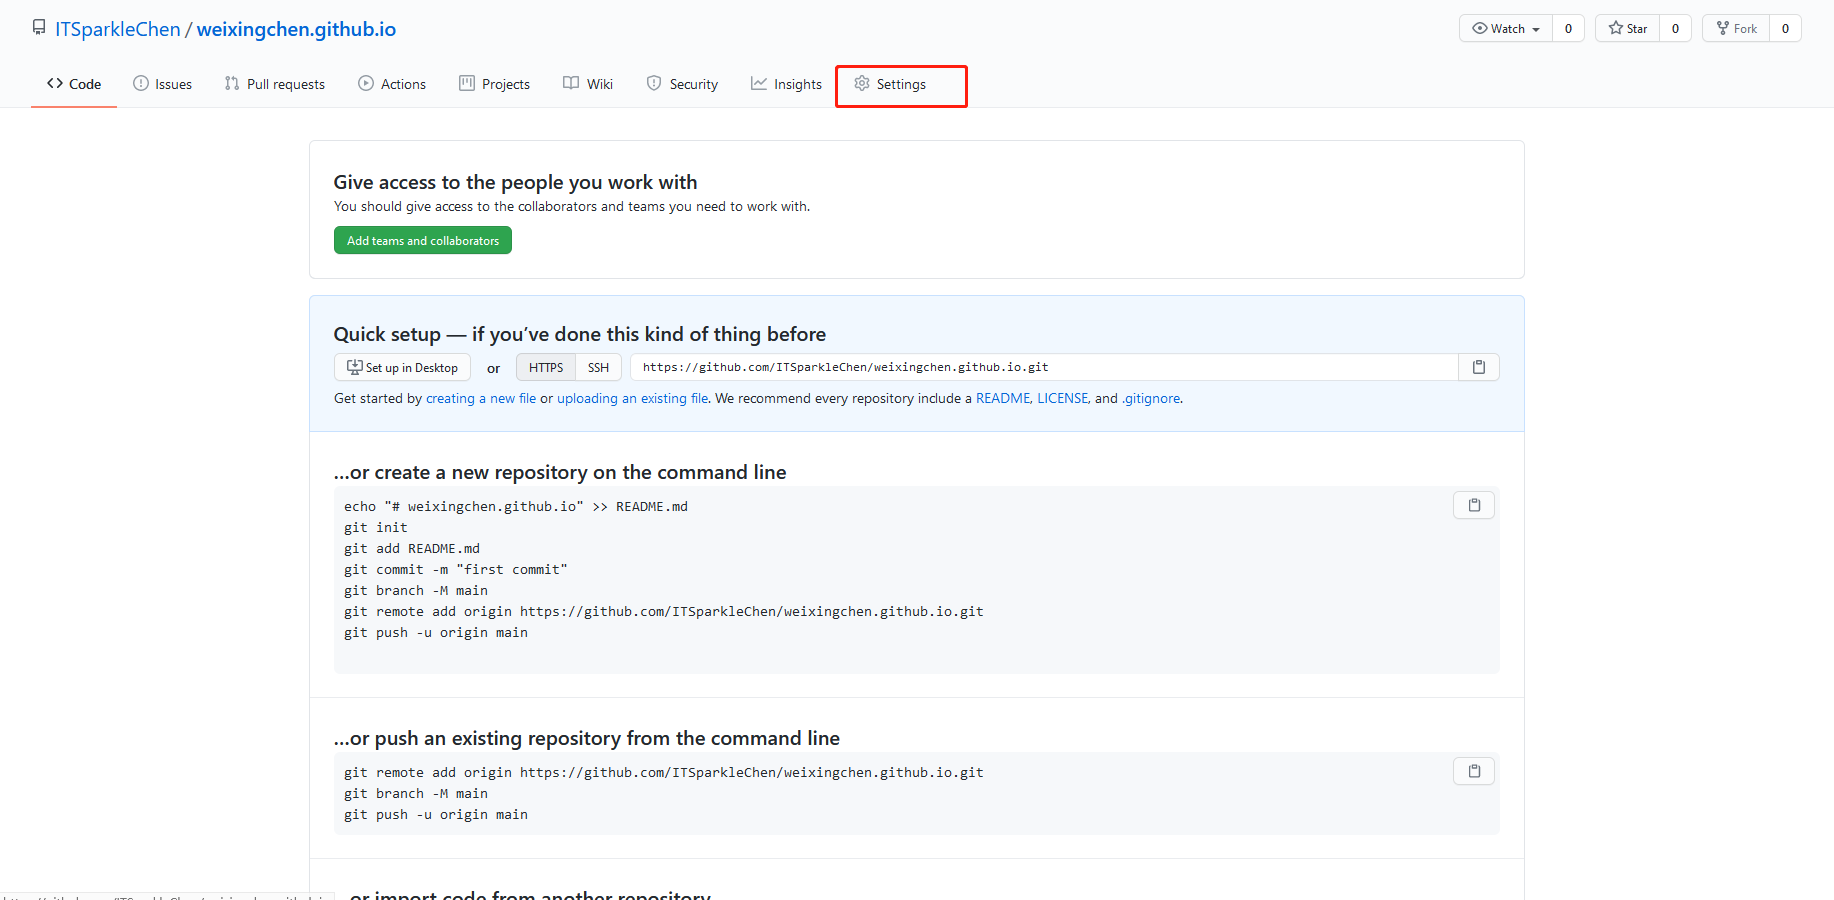 ITSparkleChen / weixingchen.github.io
Watch 0 Star 0 Fork 0
Code Issues Pull requests Actions Projects Wiki Security Insights Settings
Give access to the people you work with
You should give access to the collaborators and teams you need to work with.
Add teams and collaborators
Quick setup — if you've done this kind of thing before
Set up in Desktop or HTTPS SSH https://github.com/ITSparkleChen/weixingchen.github.io.git
Get started by creating a new file or uploading an existing file. We recommend every repository include a README, LICENSE, and .gitignore.
…or create a new repository on the command line
echo "# weixingchen.github.io" >> README.md
git init
git add README.md
git commit -m "first commit"
git branch -M main
git remote add origin https://github.com/ITSparkleChen/weixingchen.github.io.git
git push -u origin main
…or push an existing repository from the command line
git remote add origin https://github.com/ITSparkleChen/weixingchen.github.io.git
git branch -M main
git push -u origin main
or import code from another repository